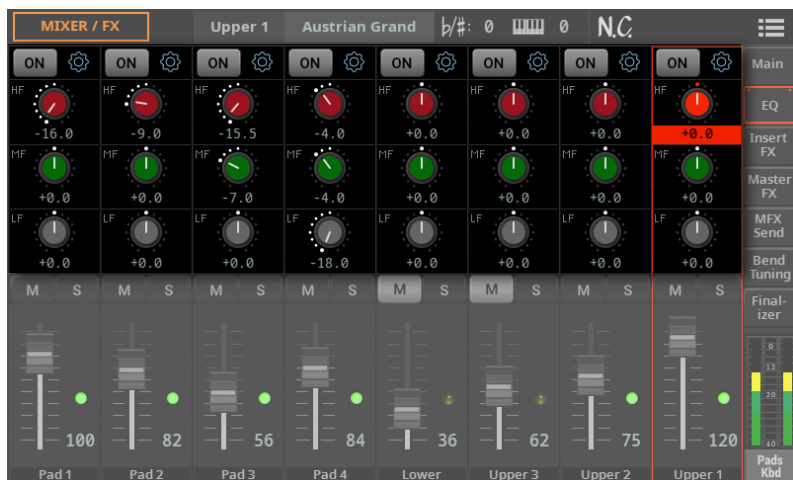 MIXER / FX Upper 1 Austrian Grand b/#: 0 0 N.C.
ON ON ON ON ON ON ON ON Main
HF HF HF HF HF HF HF HF EQ
-16.0 -9.0 -15.5 -4.0 +0.0 +0.0 +0.0 +0.0
Insert
FX
MF MF MF MF MF MF MF MF
+0.0 +0.0 -7.0 -4.0 +0.0 +0.0 +0.0 +0.0
Master
FX
LF LF LF LF LF LF LF LF
+0.0 +0.0 +0.0 -18.0 +0.0 +0.0 +0.0 +0.0
MFX
Send
Bend
Tuning
M S M S M S M S M S M S M S M S
Final-
izer
0
12
20
40
100 82 56 84 36 62 75 120
Pad 1 Pad 2 Pad 3 Pad 4 Lower Upper 3 Upper 2 Upper 1
Pads
Kbd